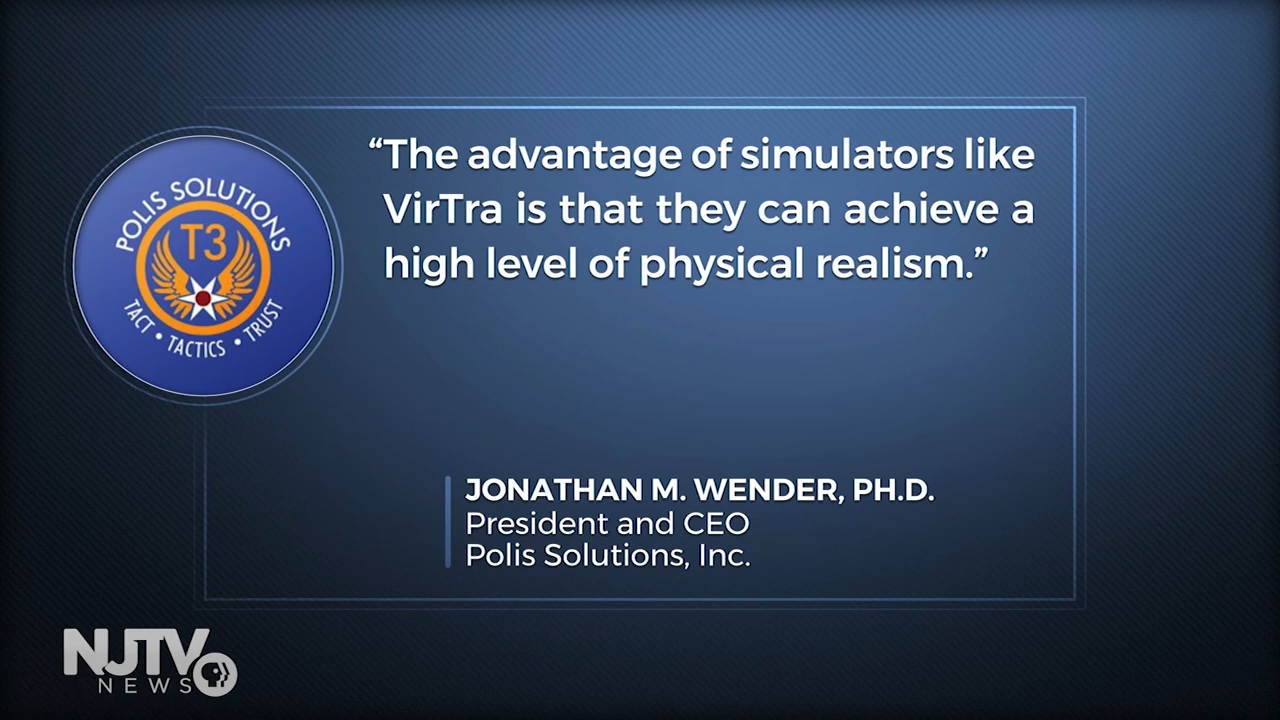 POLIS SOLUTIONS
T3
TACT • TACTICS • TRUST
“The advantage of simulators like
VirTra is that they can achieve a
high level of physical realism.”
JONATHAN M. WENDER, PH.D.
President and CEO
Polis Solutions, Inc.
NJTV
NEWS